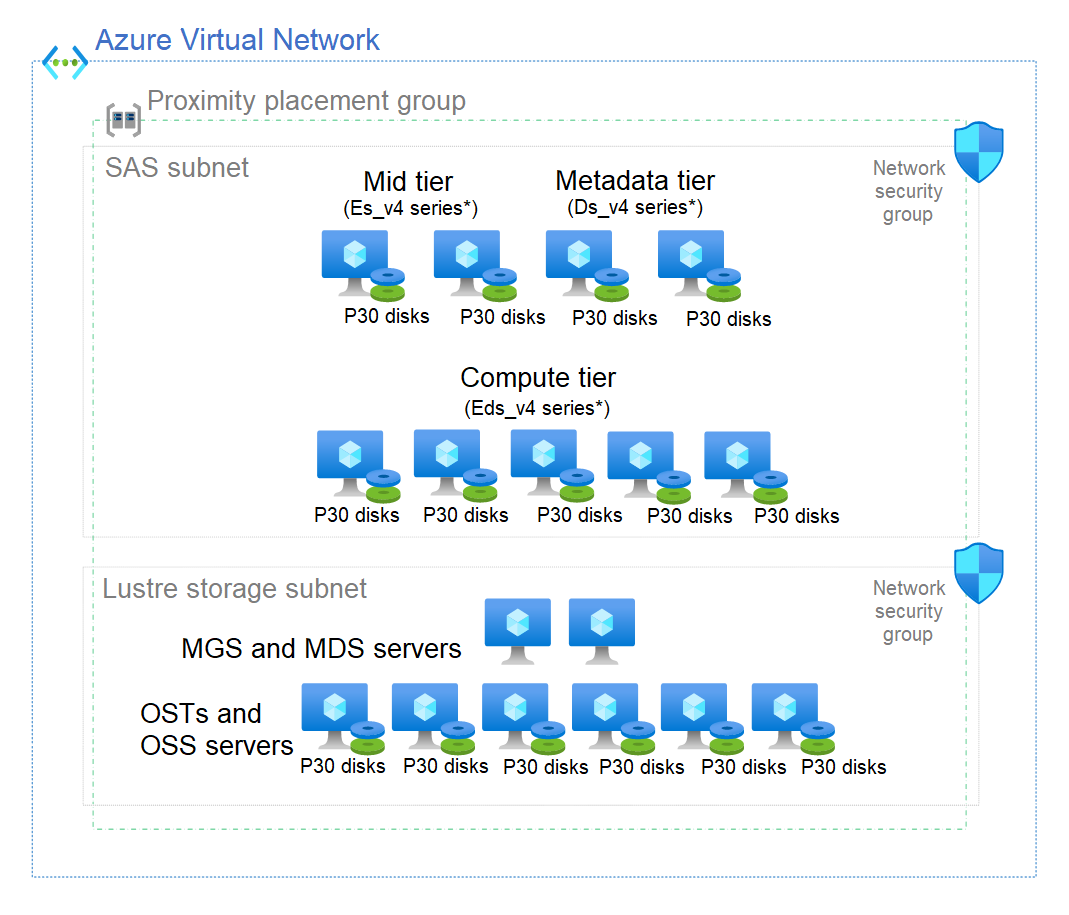 Azure Virtual Network
Proximity placement group
SAS subnet
Network
security
group
Mid tier
(Es_v4 series*)
Metadata tier
(Ds_v4 series*)
P30 disks
P30 disks
P30 disks
P30 disks
Compute tier
(Eds_v4 series*)
P30 disks
P30 disks
P30 disks
P30 disks
P30 disks
Lustre storage subnet
Network
security
group
MGS and MDS servers
OSTs and
OSS servers
P30 disks
P30 disks
P30 disks
P30 disks
P30 disks
P30 disks